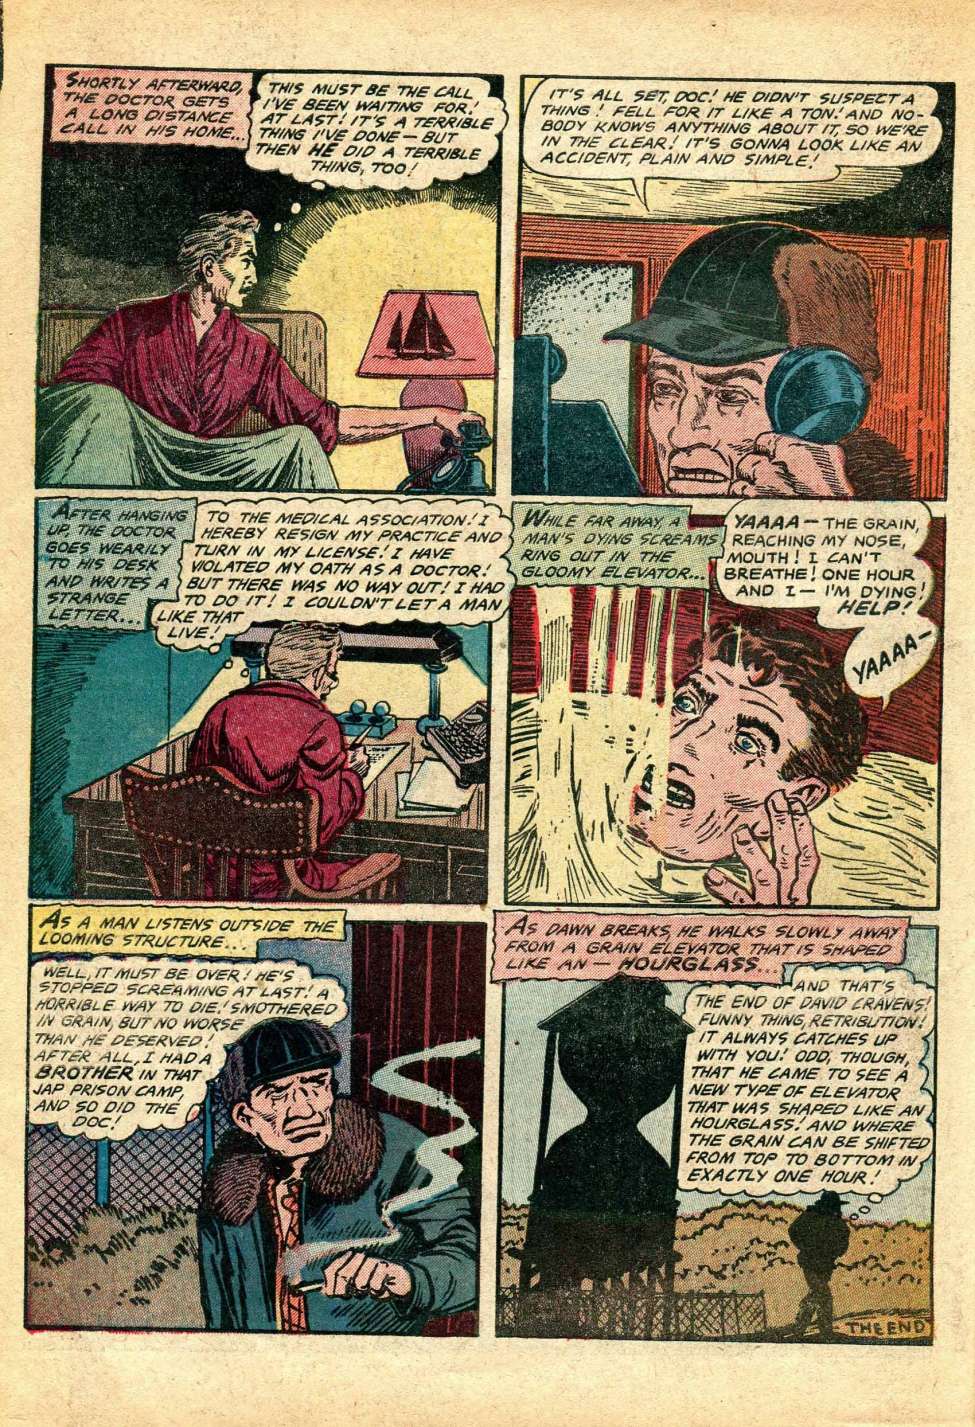 SHORTLY AFTERWARD,
THE DOCTOR GETS
A LONG DISTANCE
CALL IN HIS HOME...
THIS MUST BE THE CALL
I'VE BEEN WAITING FOR!
AT LAST! IT'S A TERRIBLE
THING I'VE DONE — BUT
THEN HE DID A TERRIBLE
THING, TOO!
IT'S ALL SET, DOC! HE DIDN'T SUSPECT A
THING! FELL FOR IT LIKE A TON! AND NO-
BODY KNOWS ANYTHING ABOUT IT, SO WE'RE
IN THE CLEAR! IT'S GONNA LOOK LIKE AN
ACCIDENT, PLAIN AND SIMPLE!
AFTER HANGING
UP, THE DOCTOR
GOES WEARILY
TO HIS DESK
AND WRITES A
STRANGE
LETTER...
TO THE MEDICAL ASSOCIATION! I
HEREBY RESIGN MY PRACTICE AND
TURN IN MY LICENSE! I HAVE
VIOLATED MY OATH AS A DOCTOR!
BUT THERE WAS NO WAY OUT! I HAD
TO DO IT! I COULDN'T LET A MAN
LIKE THAT
LIVE!
WHILE FAR AWAY, A
MAN'S DYING SCREAMS
RING OUT IN THE
GLOOMY ELEVATOR...
YAAAA — THE GRAIN,
REACHING MY NOSE,
MOUTH! I CAN'T
BREATHE! ONE HOUR
AND I — I'M DYING!
HELP!
YAAAA —
AS A MAN LISTENS OUTSIDE THE
LOOMING STRUCTURE...
WELL, IT MUST BE OVER! HE'S
STOPPED SCREAMING AT LAST! A
HORRIBLE WAY TO DIE! SMOTHERED
IN GRAIN, BUT NO WORSE
THAN HE DESERVED!
AFTER ALL, I HAD A
BROTHER IN THAT
JAP PRISON CAMP,
AND SO DID THE
DOC!
AS DAWN BREAKS, HE WALKS SLOWLY AWAY
FROM A GRAIN ELEVATOR THAT IS SHAPED
LIKE AN — HOURGLASS...
AND THAT'S
THE END OF DAVID CRAVENS!
FUNNY THING, RETRIBUTION!
IT ALWAYS CATCHES UP
WITH YOU! ODD, THOUGH,
THAT HE CAME TO SEE A
NEW TYPE OF ELEVATOR
THAT WAS SHAPED LIKE AN
HOURGLASS! AND WHERE
THE GRAIN CAN BE SHIFTED
FROM TOP TO BOTTOM IN
EXACTLY ONE HOUR!
— THE END